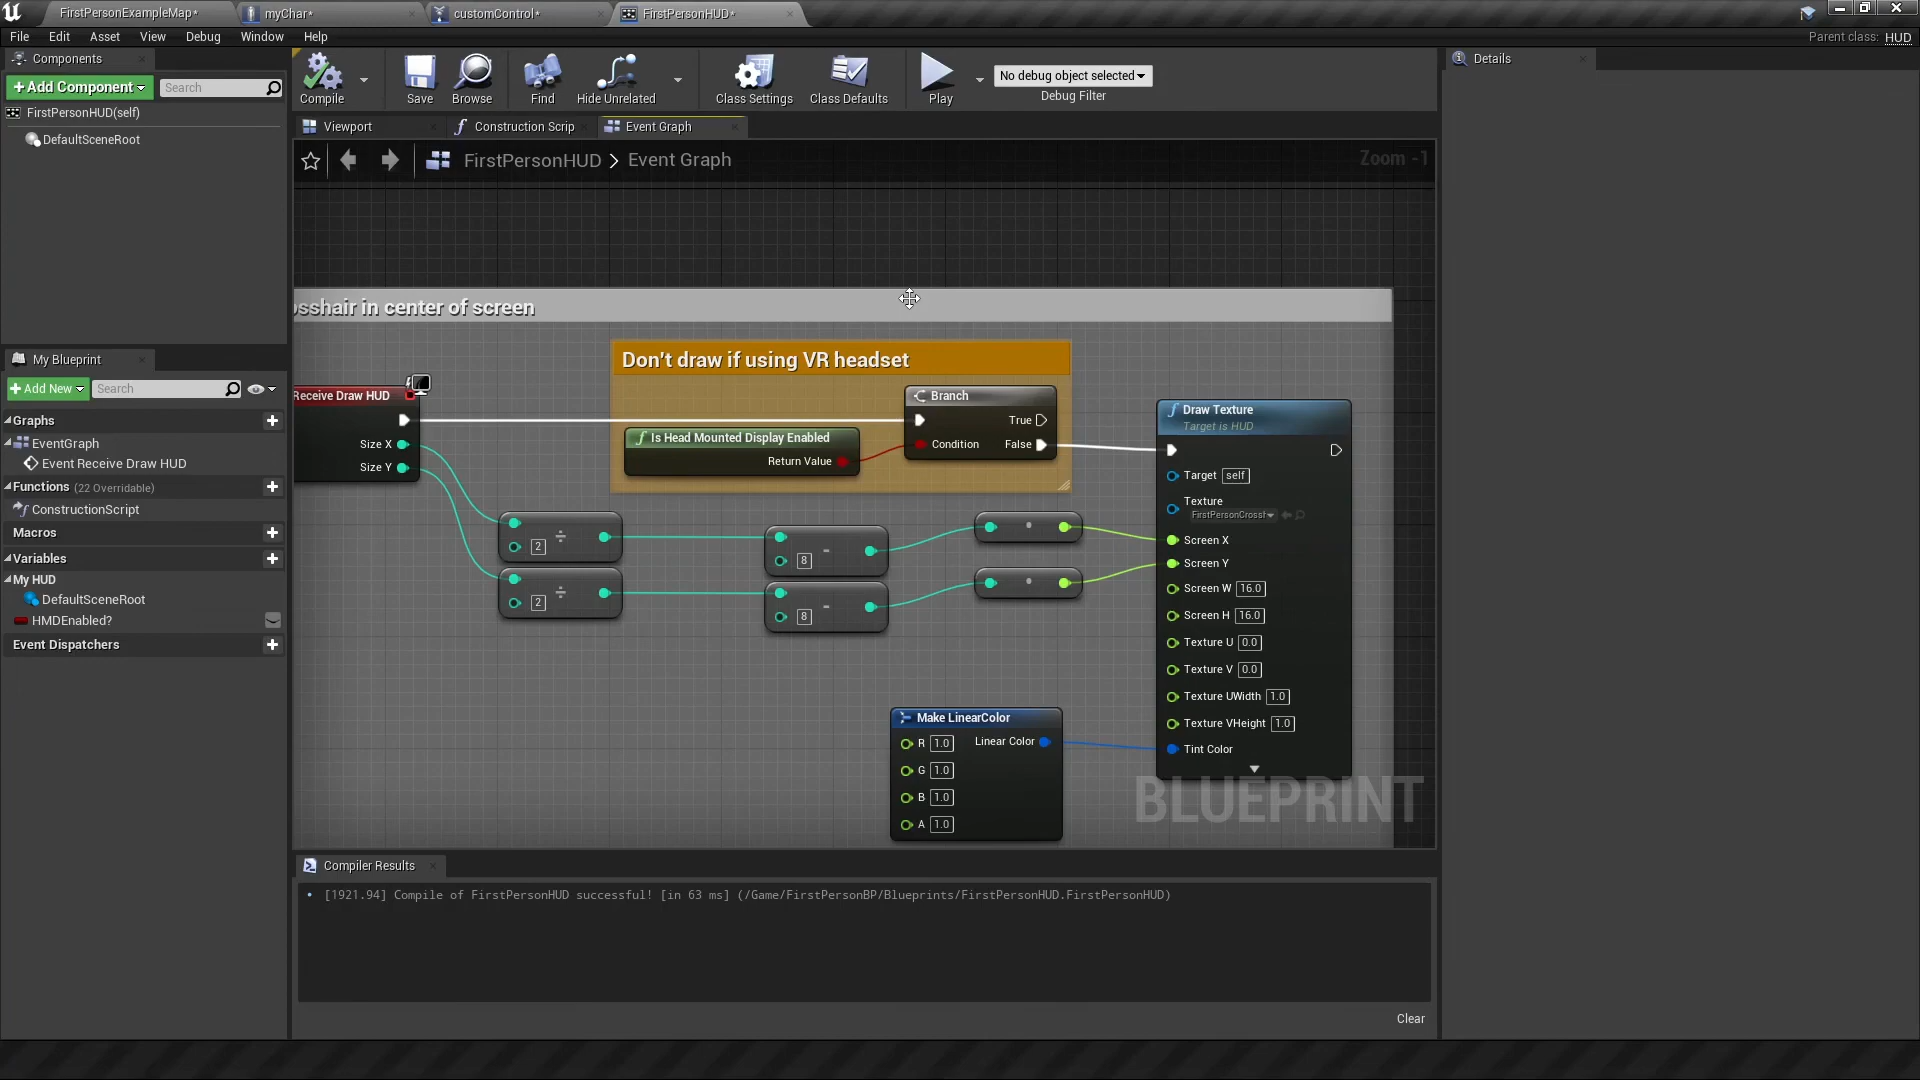 FirstPersonExampleMap*
myChar*
customControl*
FirstPersonHUD*
File Edit Asset View Debug Window Help
Parent class: HUD
Components
+Add Component
Search
FirstPersonHUD(self)
DefaultSceneRoot
Compile
Save
Browse
Find
Hide Unrelated
Class Settings
Class Defaults
Play
No debug object selected
Debug Filter
Details
Viewport
Construction Scrip
Event Graph
FirstPersonHUD > Event Graph
Zoom -1
My Blueprint
+Add New
Search
Graphs
EventGraph
Event Receive Draw HUD
Functions (22 Overridable)
ConstructionScript
Macros
Variables
My HUD
DefaultSceneRoot
HMDEnabled?
Event Dispatchers
osshair in center of screen
Don't draw if using VR headset
Receive Draw HUD
Size X
Size Y
Is Head Mounted Display Enabled
Return Value
Branch
True
Condition False
2 ÷
2 ÷
8 -
8 -
Draw Texture
Target is HUD
Target self
Texture
FirstPersonCrossh
Screen X
Screen Y
Screen W 16.0
Screen H 16.0
Texture U 0.0
Texture V 0.0
Texture UWidth 1.0
Texture VHeight 1.0
Tint Color
Make LinearColor
R 1.0 Linear Color
G 1.0
B 1.0
A 1.0
BLUEPRINT
Compiler Results
[1921.94] Compile of FirstPersonHUD successful! [in 63 ms] (/Game/FirstPersonBP/Blueprints/FirstPersonHUD.FirstPersonHUD)
Clear